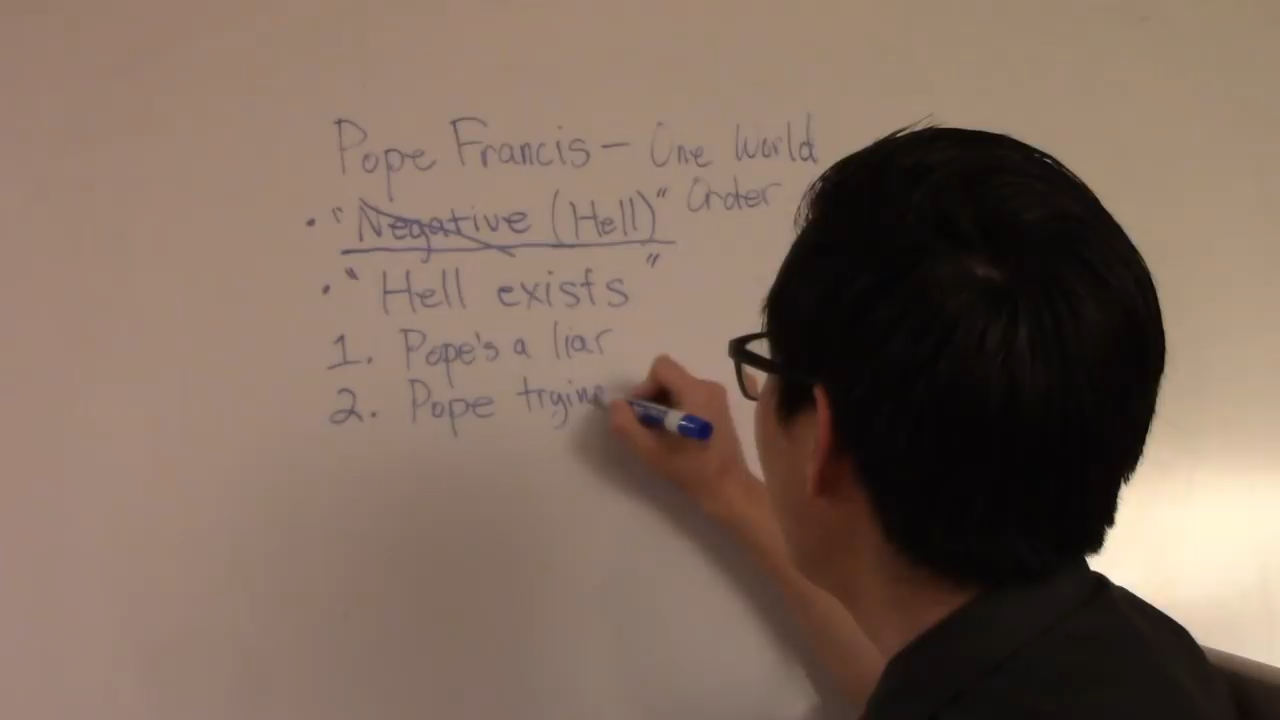 Pope Francis - One World
Order
• "Negative (Hell)"
• "Hell exists"
1. Pope's a liar
2. Pope trying